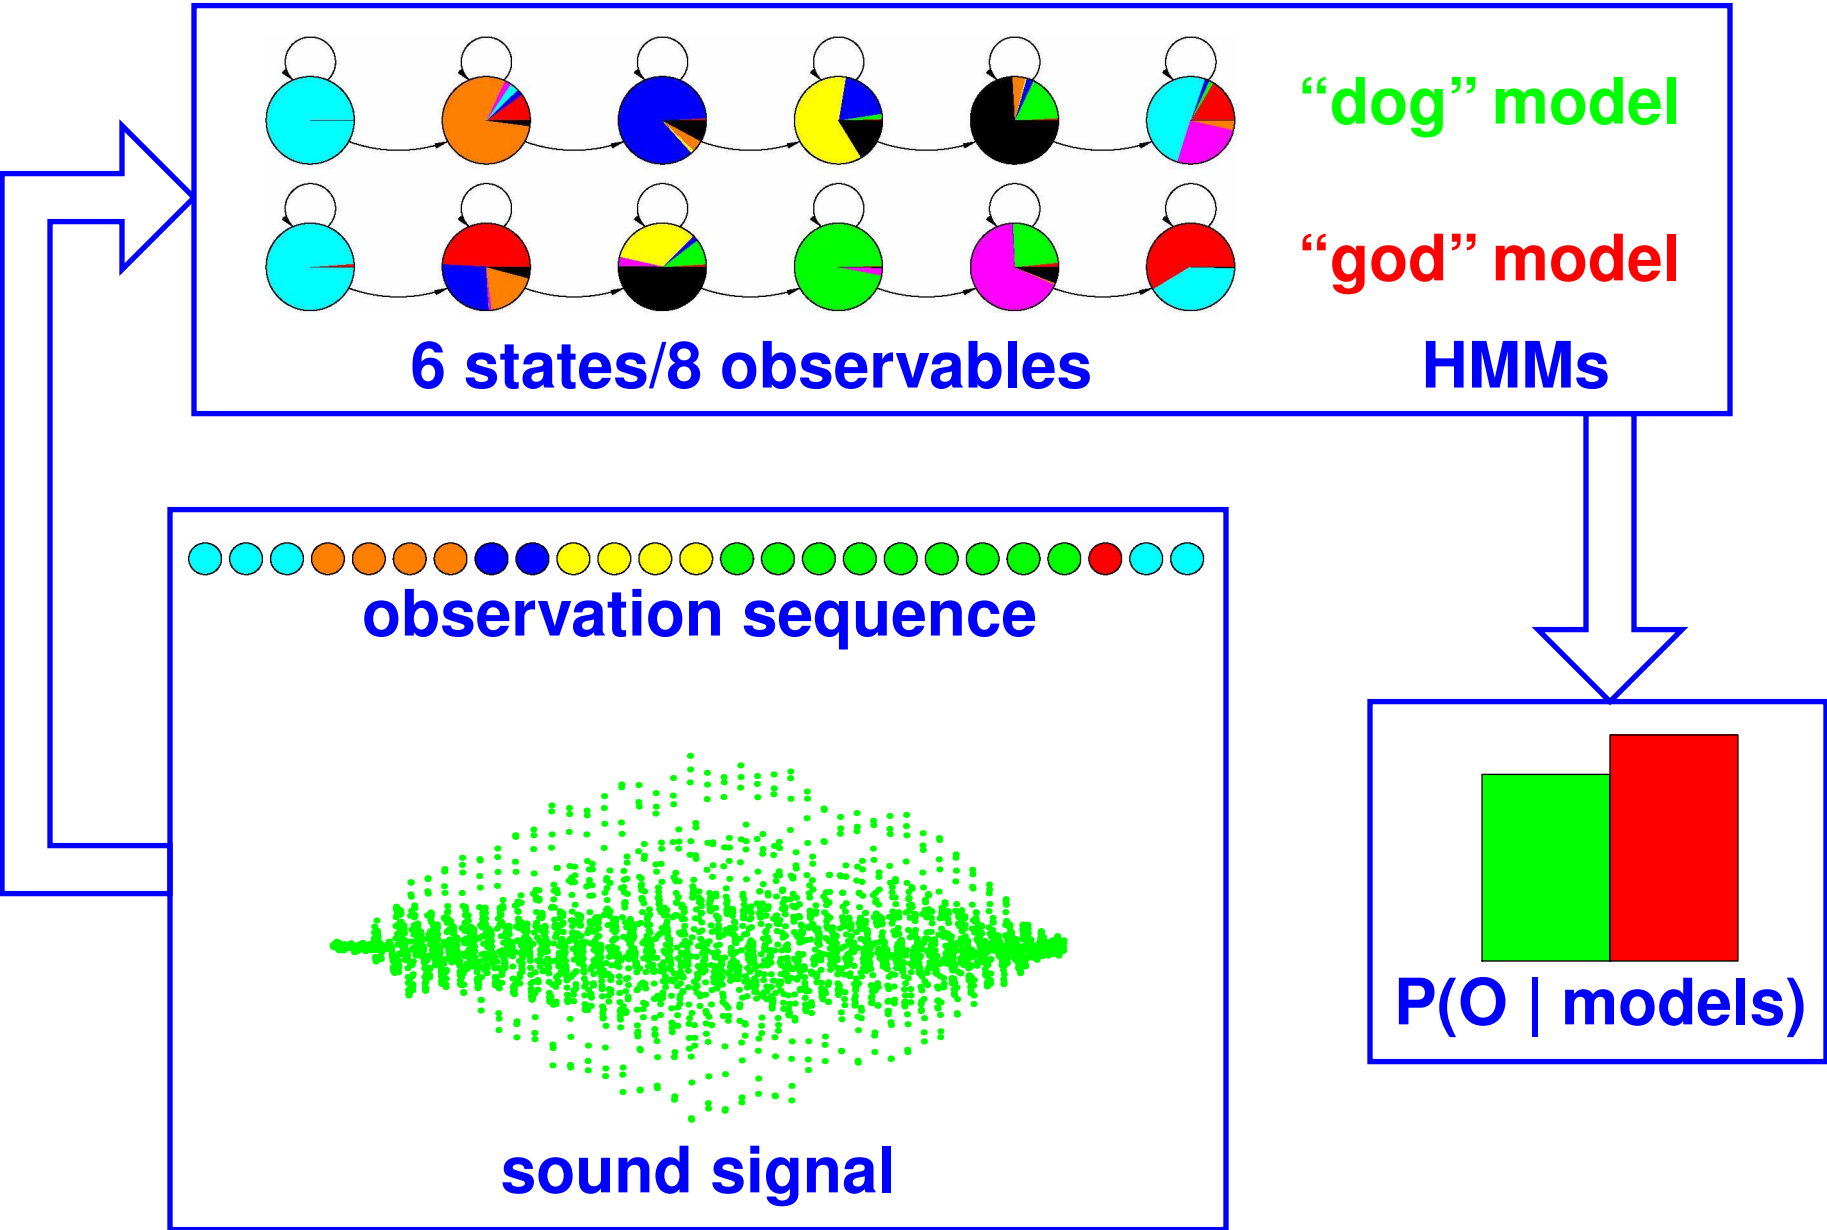 “dog” model
“god” model
6 states/8 observables HMMs
observation sequence
sound signal
P(O | models)